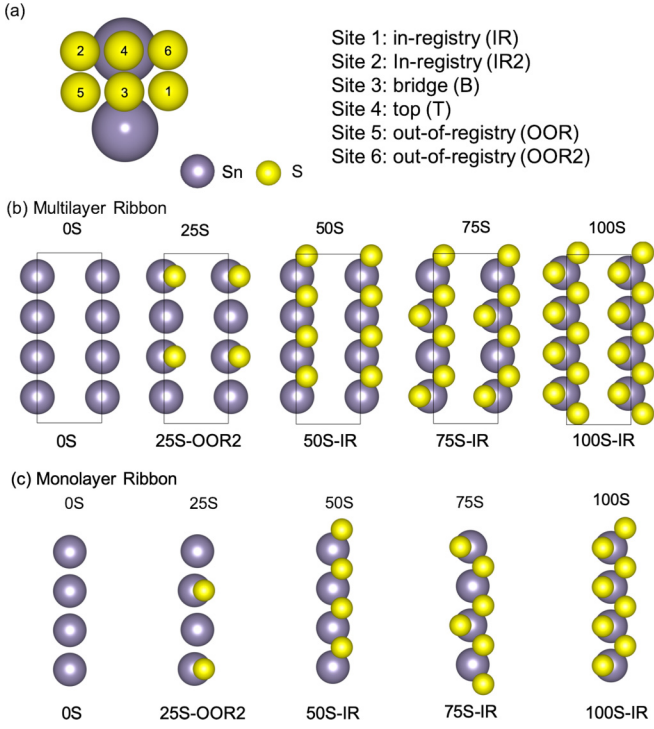 (a)
2 4 6
5 3 1
Sn S
Site 1: in-registry (IR)
Site 2: In-registry (IR2)
Site 3: bridge (B)
Site 4: top (T)
Site 5: out-of-registry (OOR)
Site 6: out-of-registry (OOR2)
(b) Multilayer Ribbon
0S 25S 50S 75S 100S
0S 25S-OOR2 50S-IR 75S-IR 100S-IR
(c) Monolayer Ribbon
0S 25S 50S 75S 100S
0S 25S-OOR2 50S-IR 75S-IR 100S-IR